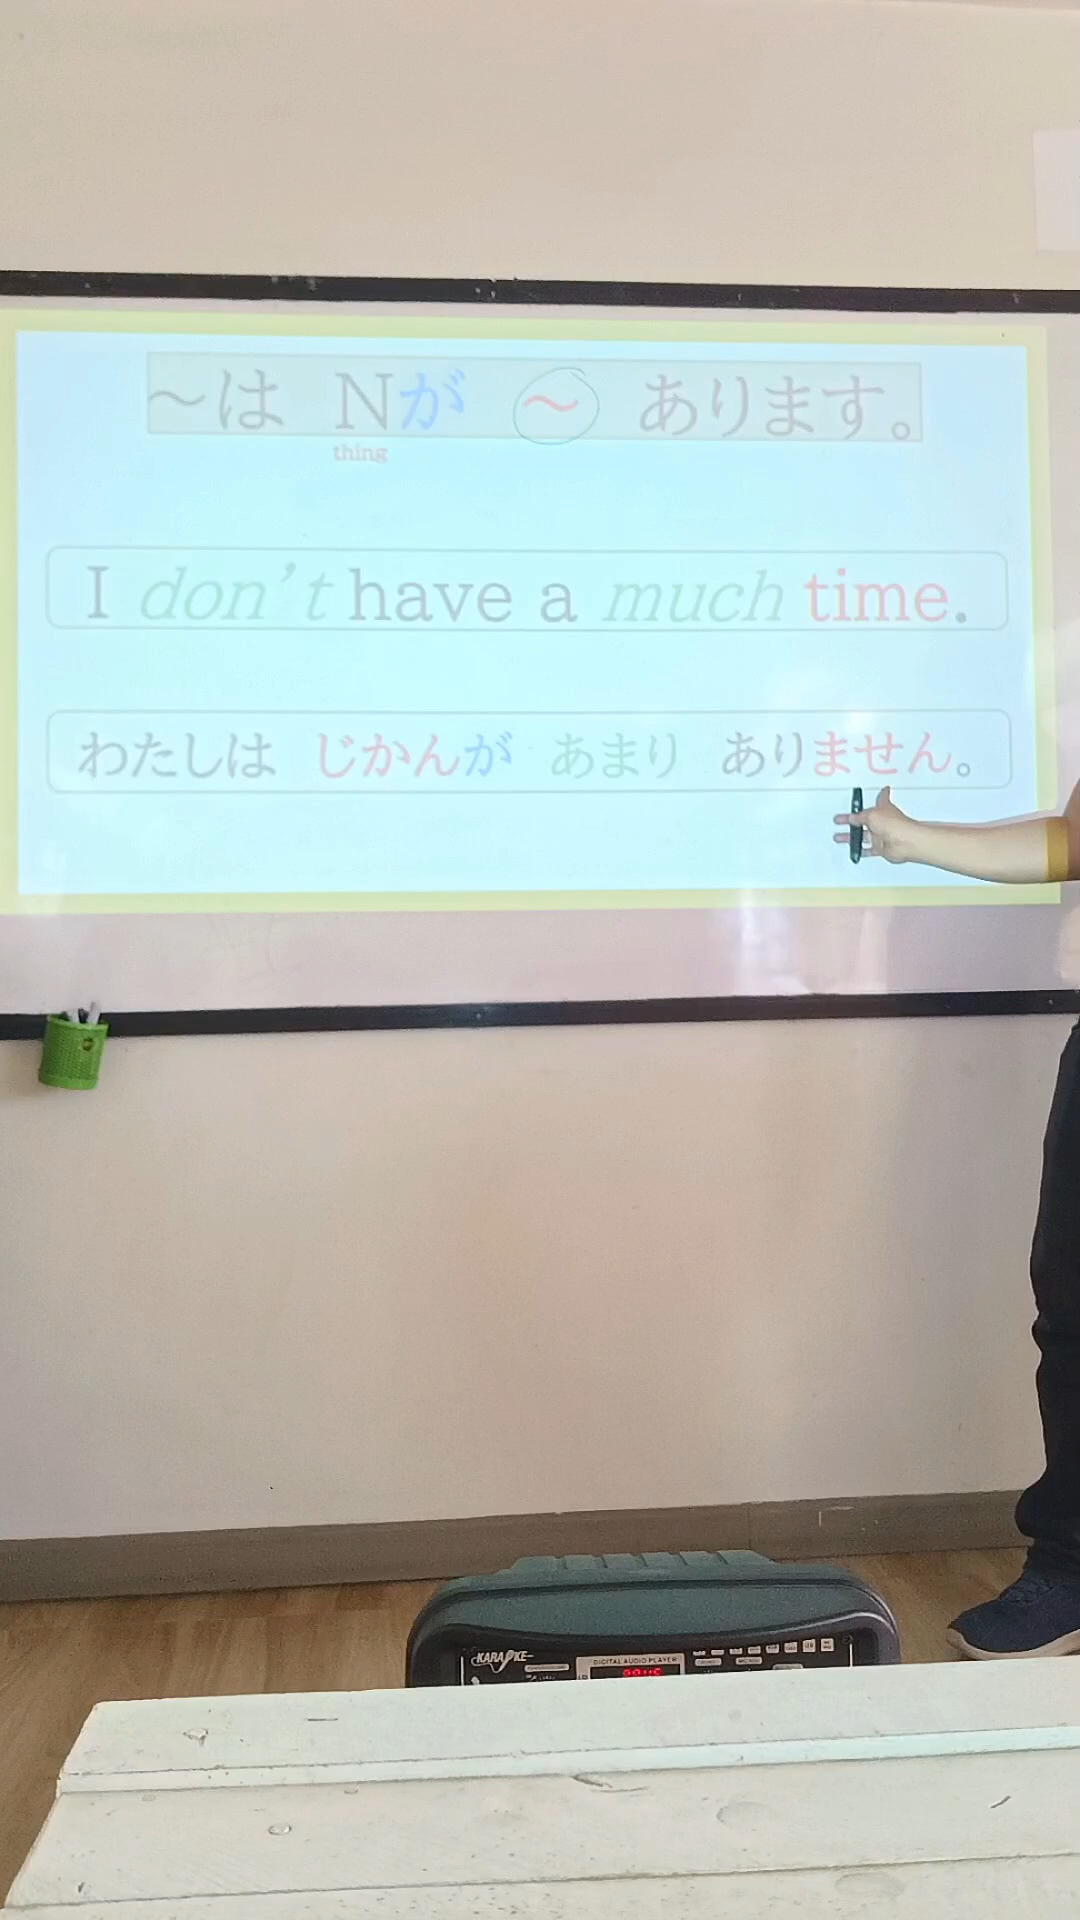 ～は Nが ～ あります。
thing
I don't have a much time.
わたしは じかんが あまり ありません。
KARAOKE
DIGITAL AUDIO PLAYER